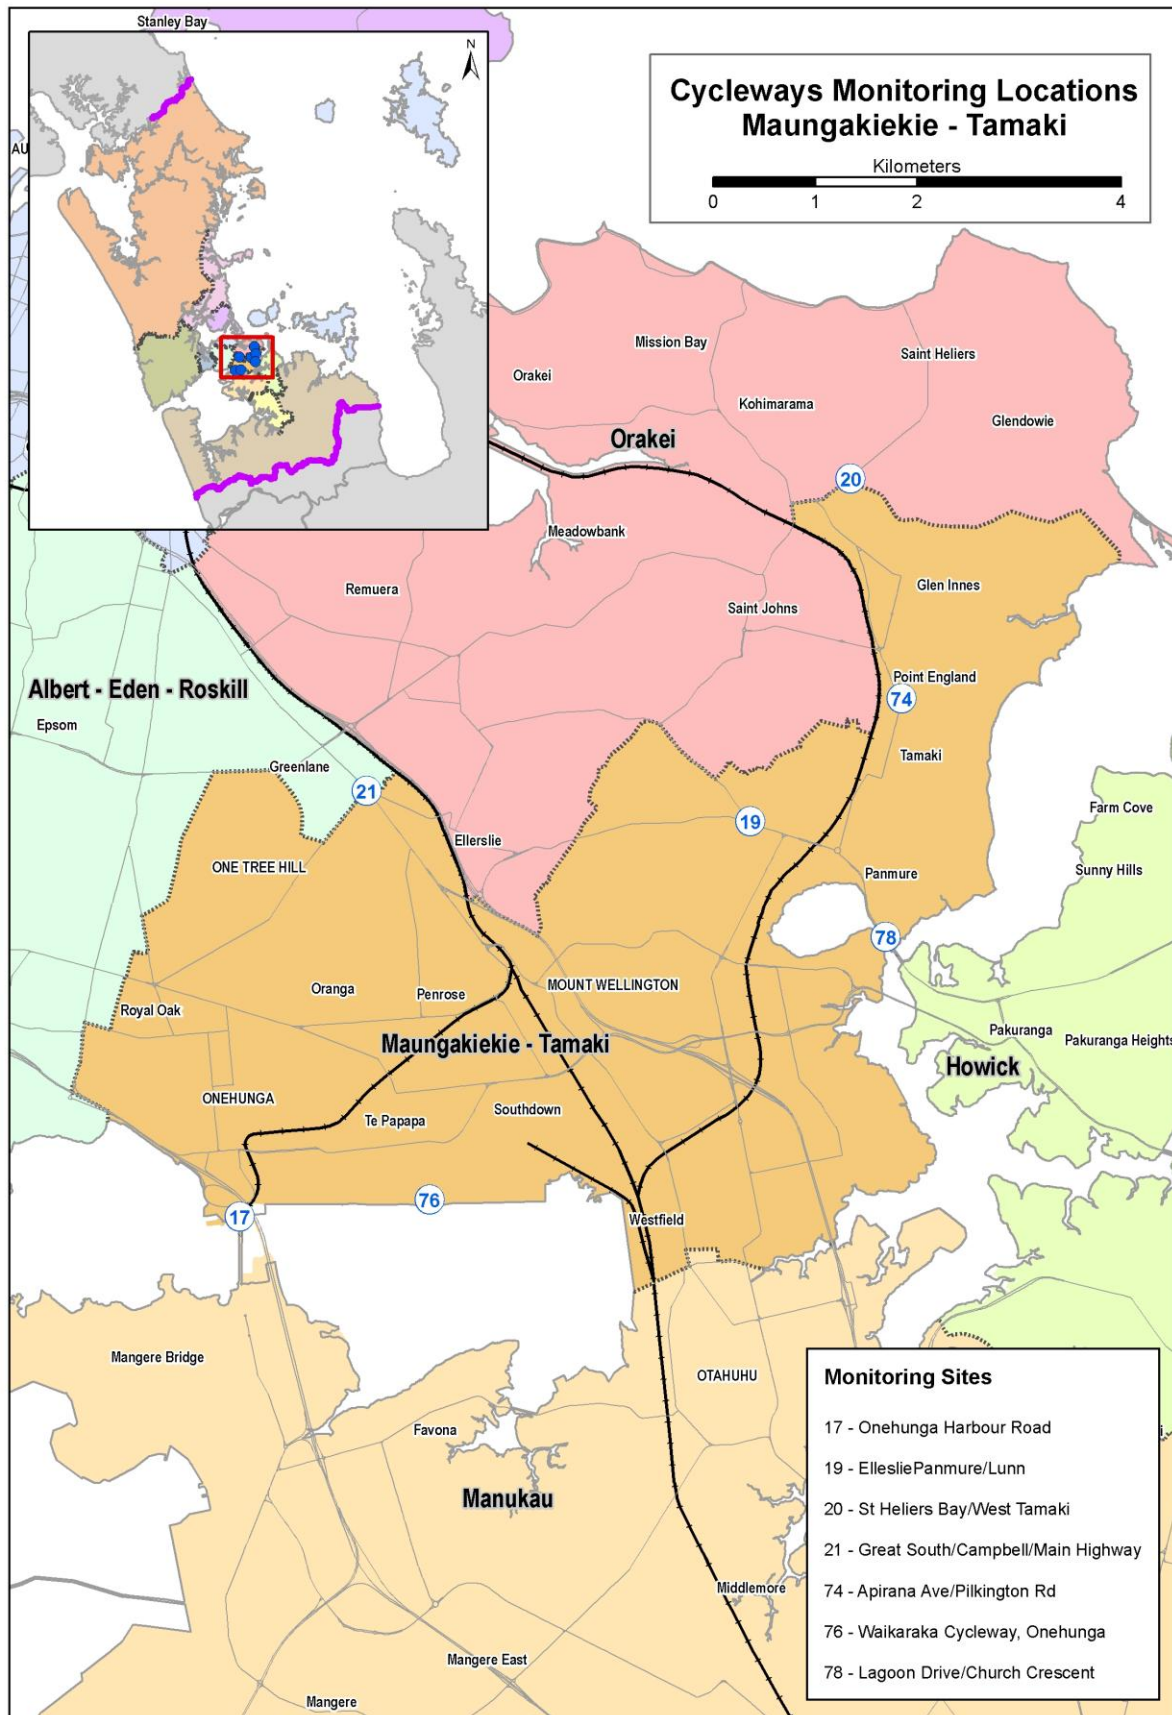 Stanley Bay
AU
N
Cycleways Monitoring Locations
Maungakiekie - Tamaki
Kilometers
0 1 2 4
Mission Bay
Saint Heliers
Orakei
Kohimarama
Glendowie
Orakei
20
Meadowbank
Glen Innes
Remuera
Saint Johns
Point England
Albert - Eden - Roskill
74
Epsom
Tamaki
Greenlane
21
Farm Cove
19
Ellerslie
ONE TREE HILL
Panmure
Sunny Hills
78
Oranga
Penrose
MOUNT WELLINGTON
Royal Oak
Pakuranga
Pakuranga Heights
Maungakiekie - Tamaki
Howick
ONEHUNGA
Te Papapa
Southdown
76
17
Westfield
Mangere Bridge
OTAHUHU
Favona
Manukau
Middlemore
Mangere East
Mangere
Monitoring Sites
17 - Onehunga Harbour Road
19 - EllesliePanmure/Lunn
20 - St Heliers Bay/West Tamaki
21 - Great South/Campbell/Main Highway
74 - Apirana Ave/Pilkington Rd
76 - Waikaraka Cycleway, Onehunga
78 - Lagoon Drive/Church Crescent